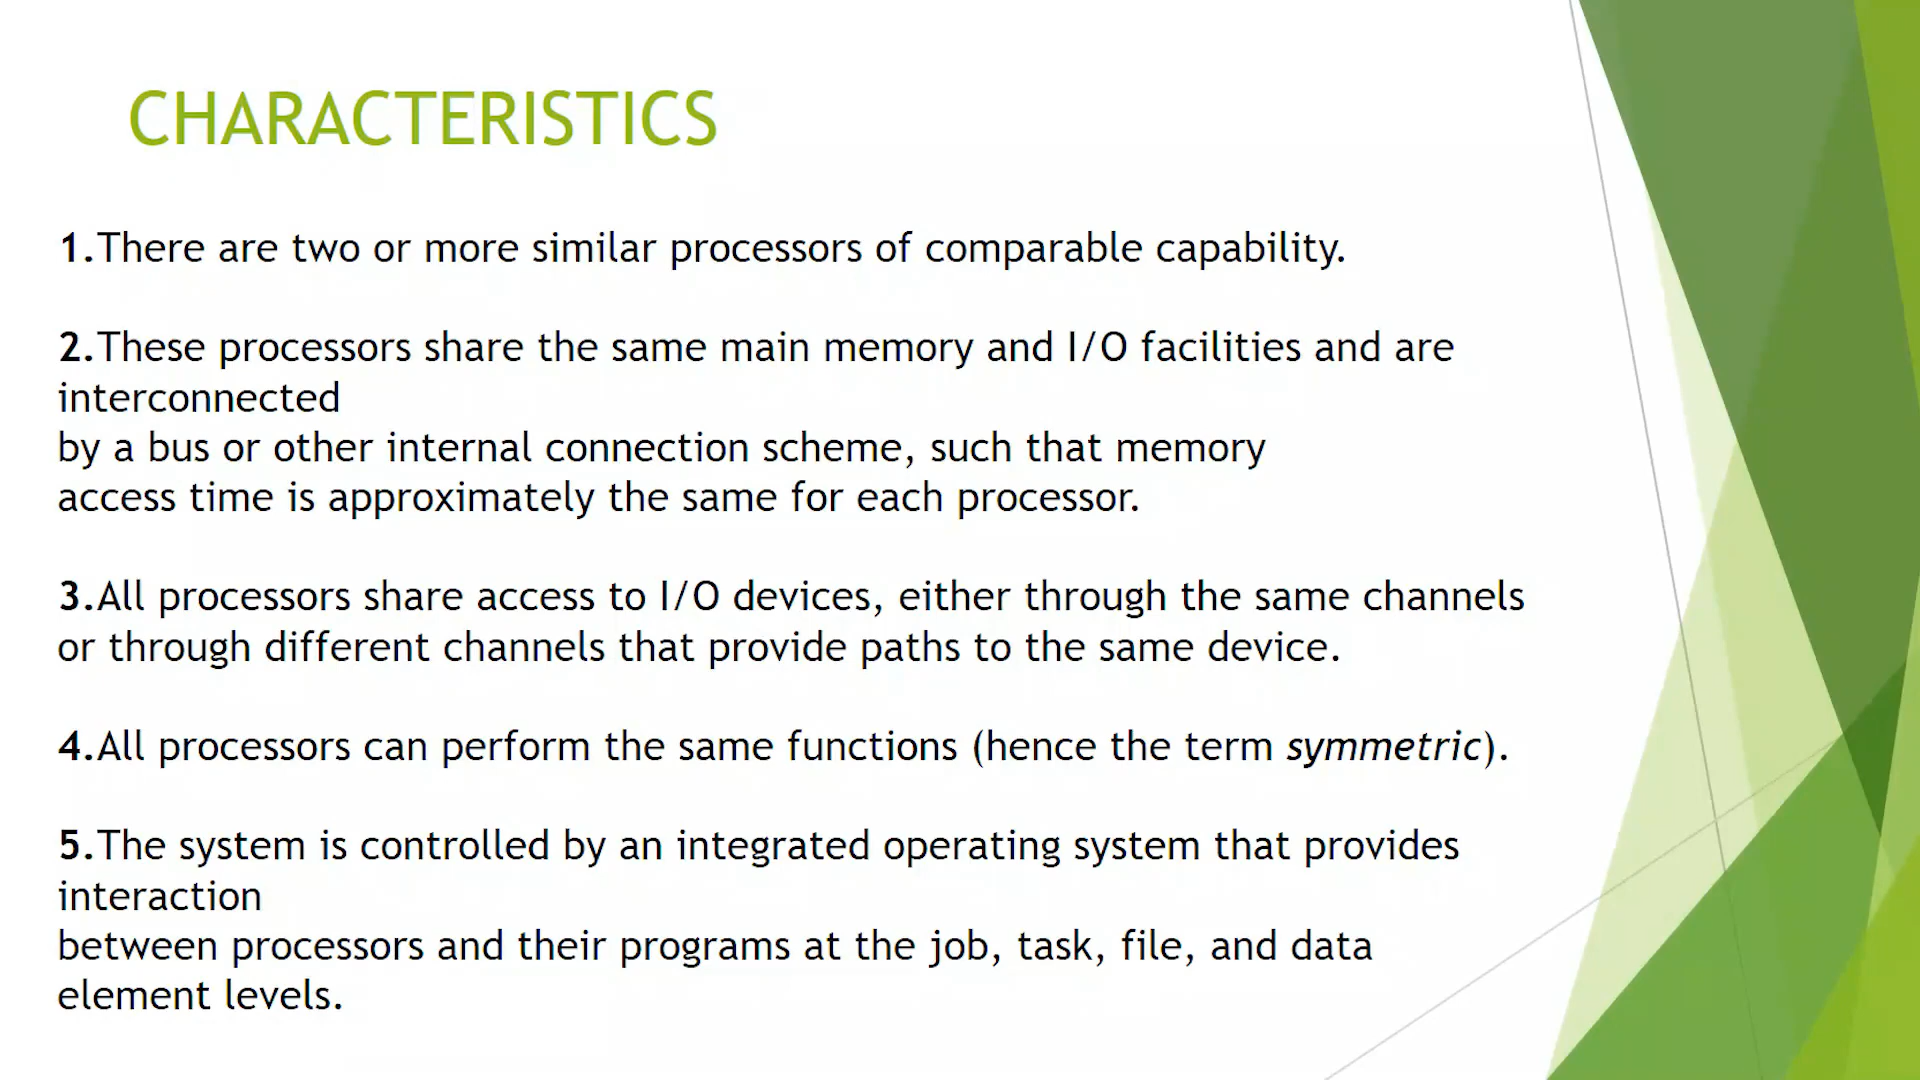 CHARACTERISTICS
1.There are two or more similar processors of comparable capability.
2.These processors share the same main memory and I/O facilities and are
interconnected
by a bus or other internal connection scheme, such that memory
access time is approximately the same for each processor.
3.All processors share access to I/O devices, either through the same channels
or through different channels that provide paths to the same device.
4.All processors can perform the same functions (hence the term symmetric).
5.The system is controlled by an integrated operating system that provides
interaction
between processors and their programs at the job, task, file, and data
element levels.